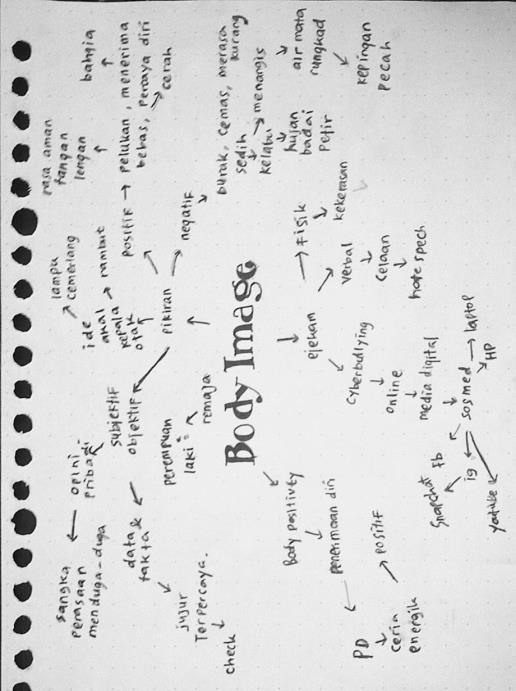 sangka
perasaan
menduga-duga
opini
pribadi
subjektif
objektif
data &
fakta
jujur
Terpercaya.
check
lampu
cemerlang
ide
akal
kepala
otak
rambut
pikiran
rasa aman
tangan
lengan
bahgia
positif → pelukan, menerima
bebas, percaya diri
cerah
negatif
buruk, cemas, merasa
kurang
sedih
kelabu
menangis
air mata
rungkad
kepingan
pecah
hujan
badai
petir
perempuan
laki²
remaja
Body Image
ejekam
fisik
kekerasan
verbal
celaan
hate spech
cyberbullying
online
media digital
sosmed
laptop
HP
ig
fb
snapchat
youtube
Body positivty
penerimaan diri
positif
PD
ceria
energik